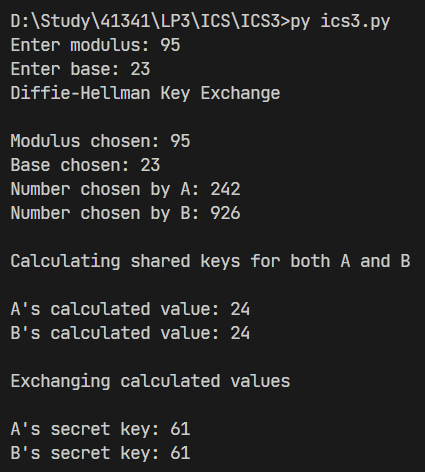 D:\Study\41341\LP3\ICS\ICS3>py ics3.py
Enter modulus: 95
Enter base: 23
Diffie-Hellman Key Exchange
Modulus chosen: 95
Base chosen: 23
Number chosen by A: 242
Number chosen by B: 926
Calculating shared keys for both A and B
A's calculated value: 24
B's calculated value: 24
Exchanging calculated values
A's secret key: 61
B's secret key: 61